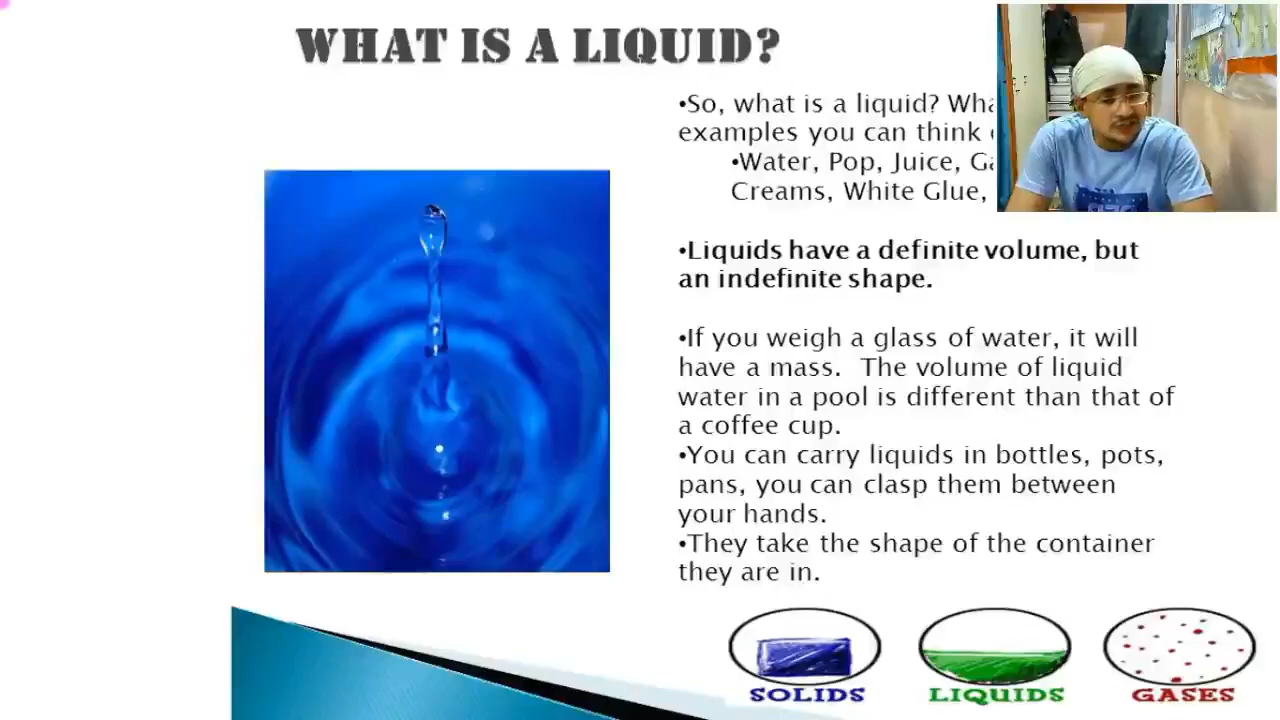 WHAT IS A LIQUID?
•So, what is a liquid?
examples you can think
•Water, Pop, Juice,
Creams, White Glue,
•Liquids have a definite volume, but
an indefinite shape.
•If you weigh a glass of water, it will
have a mass. The volume of liquid
water in a pool is different than that of
a coffee cup.
•You can carry liquids in bottles, pots,
pans, you can clasp them between
your hands.
•They take the shape of the container
they are in.
SOLIDS LIQUIDS GASES